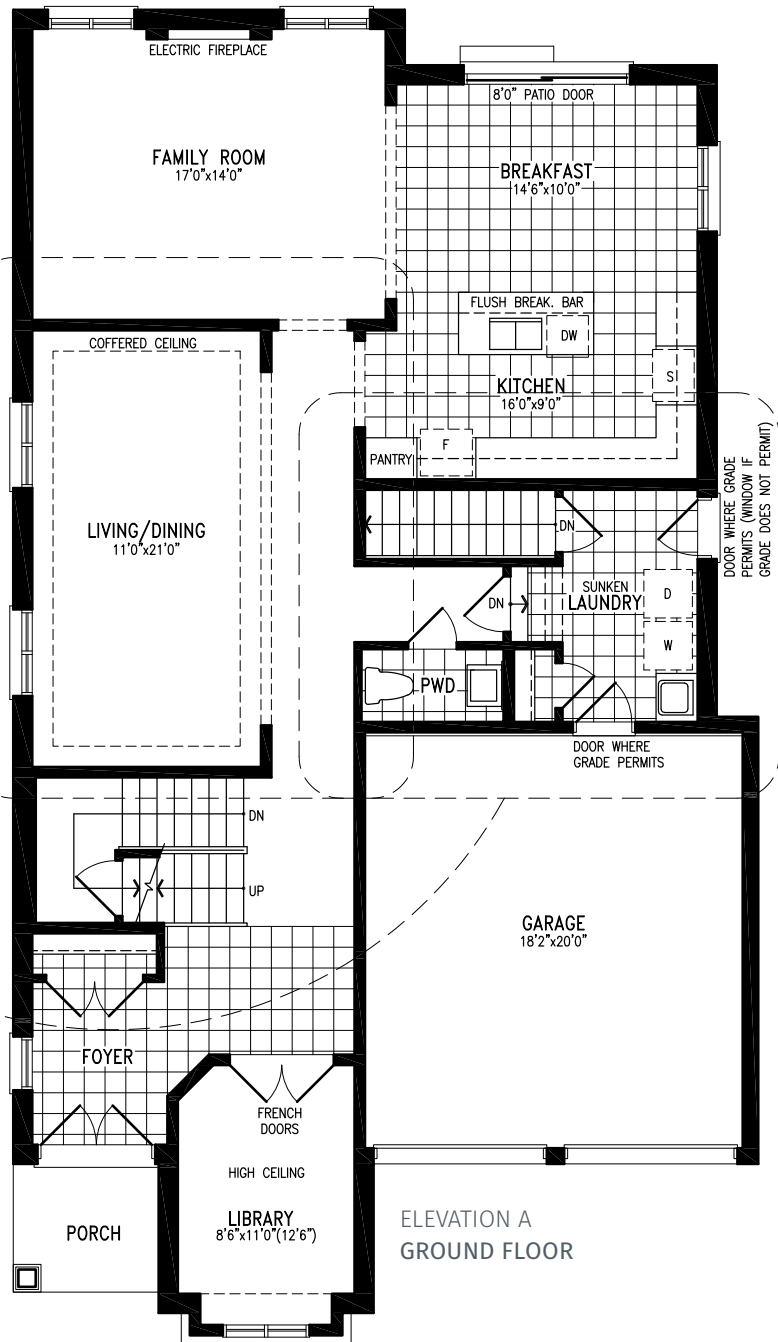 ELECTRIC FIREPLACE
8'0" PATIO DOOR
FAMILY ROOM
17'0"x14'0"
BREAKFAST
14'6"x10'0"
FLUSH BREAK. BAR
DW
COFFERED CEILING
S
KITCHEN
16'0"x9'0"
F
PANTRY
DOOR WHERE GRADE
PERMITS (WINDOW IF
GRADE DOES NOT PERMIT)
LIVING/DINING
11'0"x21'0"
DN
SUNKEN
LAUNDRY
D
DN
W
PWD
DOOR WHERE
GRADE PERMITS
DN
UP
GARAGE
18'2"x20'0"
FOYER
FRENCH
DOORS
HIGH CEILING
LIBRARY
8'6"x11'0"(12'6")
PORCH
ELEVATION A
GROUND FLOOR